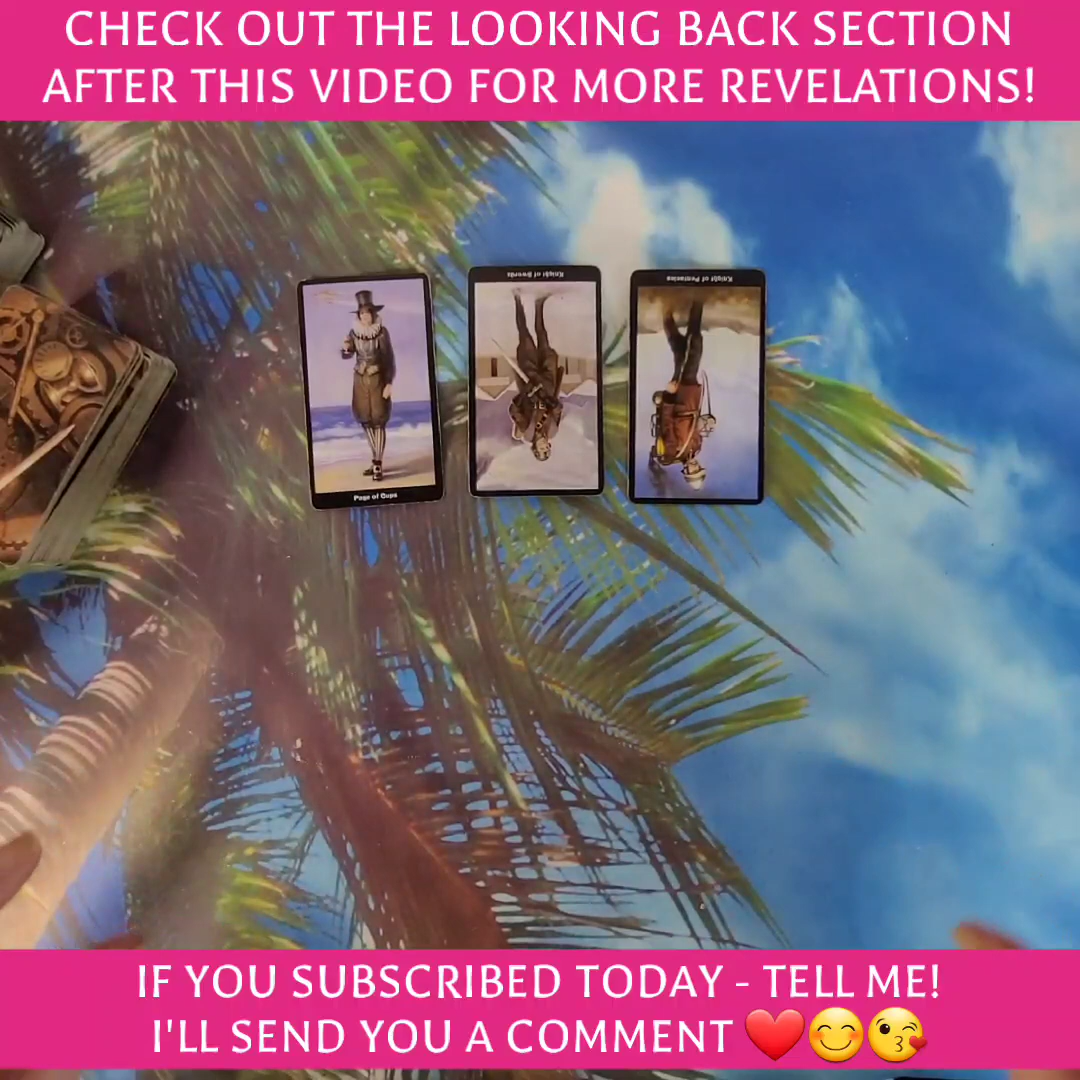 CHECK OUT THE LOOKING BACK SECTION
AFTER THIS VIDEO FOR MORE REVELATIONS!
Knight of Swords
Knight of Pentacles
Page of Cups
IF YOU SUBSCRIBED TODAY - TELL ME!
I'LL SEND YOU A COMMENT ❤️😊😘